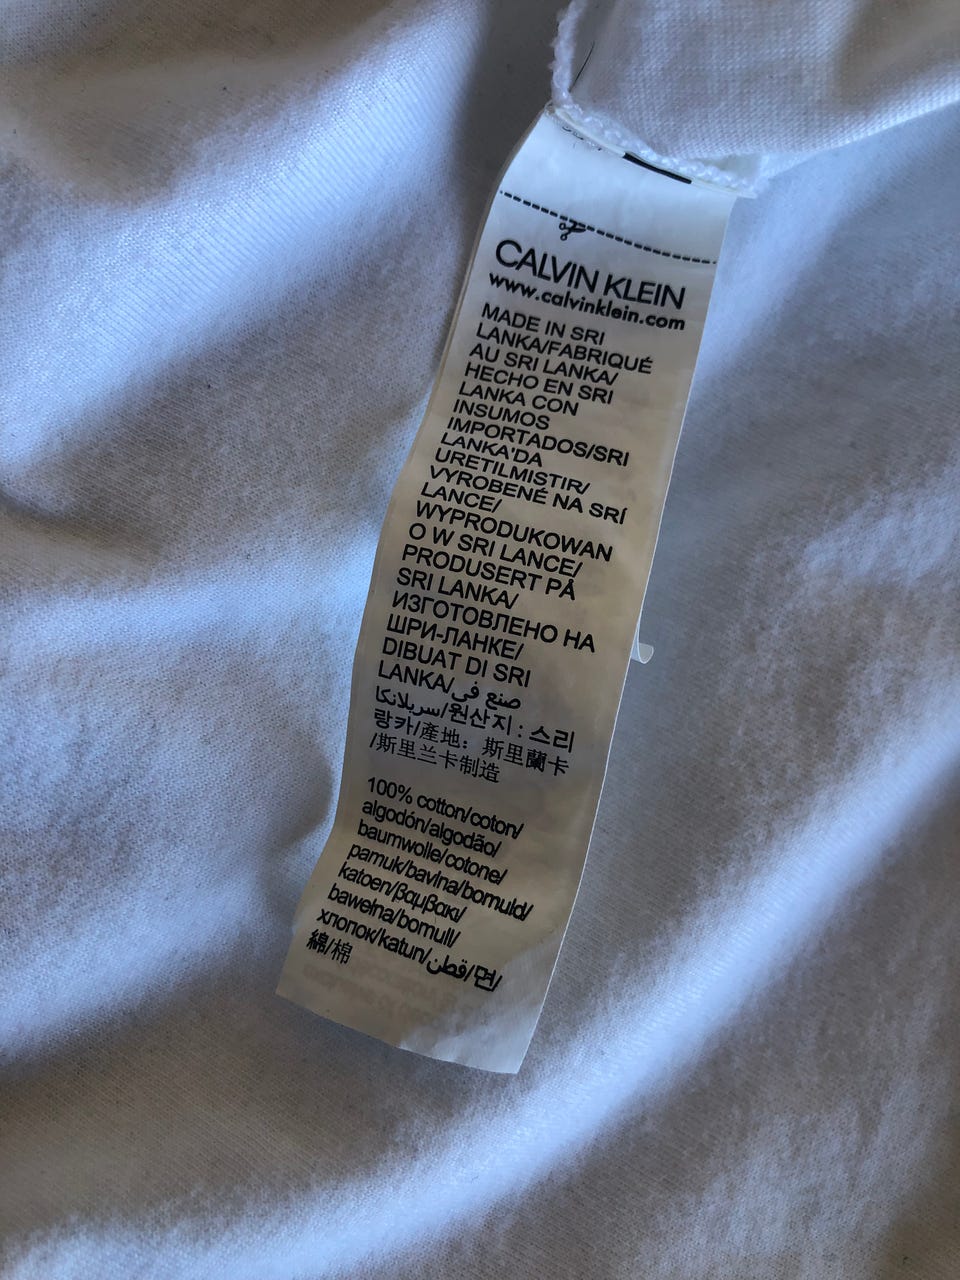 CALVIN KLEIN
www.calvinklein.com
MADE IN SRI
LANKA/FABRIQUÉ
AU SRI LANKA/
HECHO EN SRI
LANKA CON
INSUMOS
IMPORTADOS/SRI
LANKA'DA
URETILMISTIR/
VYROBENÉ NA SRÍ
LANCE/
WYPRODUKOWAN
O W SRI LANCE/
PRODUSERT PÅ
SRI LANKA/
ИЗГОТОВЛЕНО НА
ШРИ-ЛАНКЕ/
DIBUAT DI SRI
LANKA/صنع في
سريلانكا/원산지 : 스리
랑카/產地: 斯里蘭卡
/斯里兰卡制造
100% cotton/coton/
algodón/algodão/
baumwolle/cotone/
pamuk/bavlna/bomuld/
katoen/βαμβακι/
bawełna/bomull/
хлопок/katun/قطن/면/
綿/棉